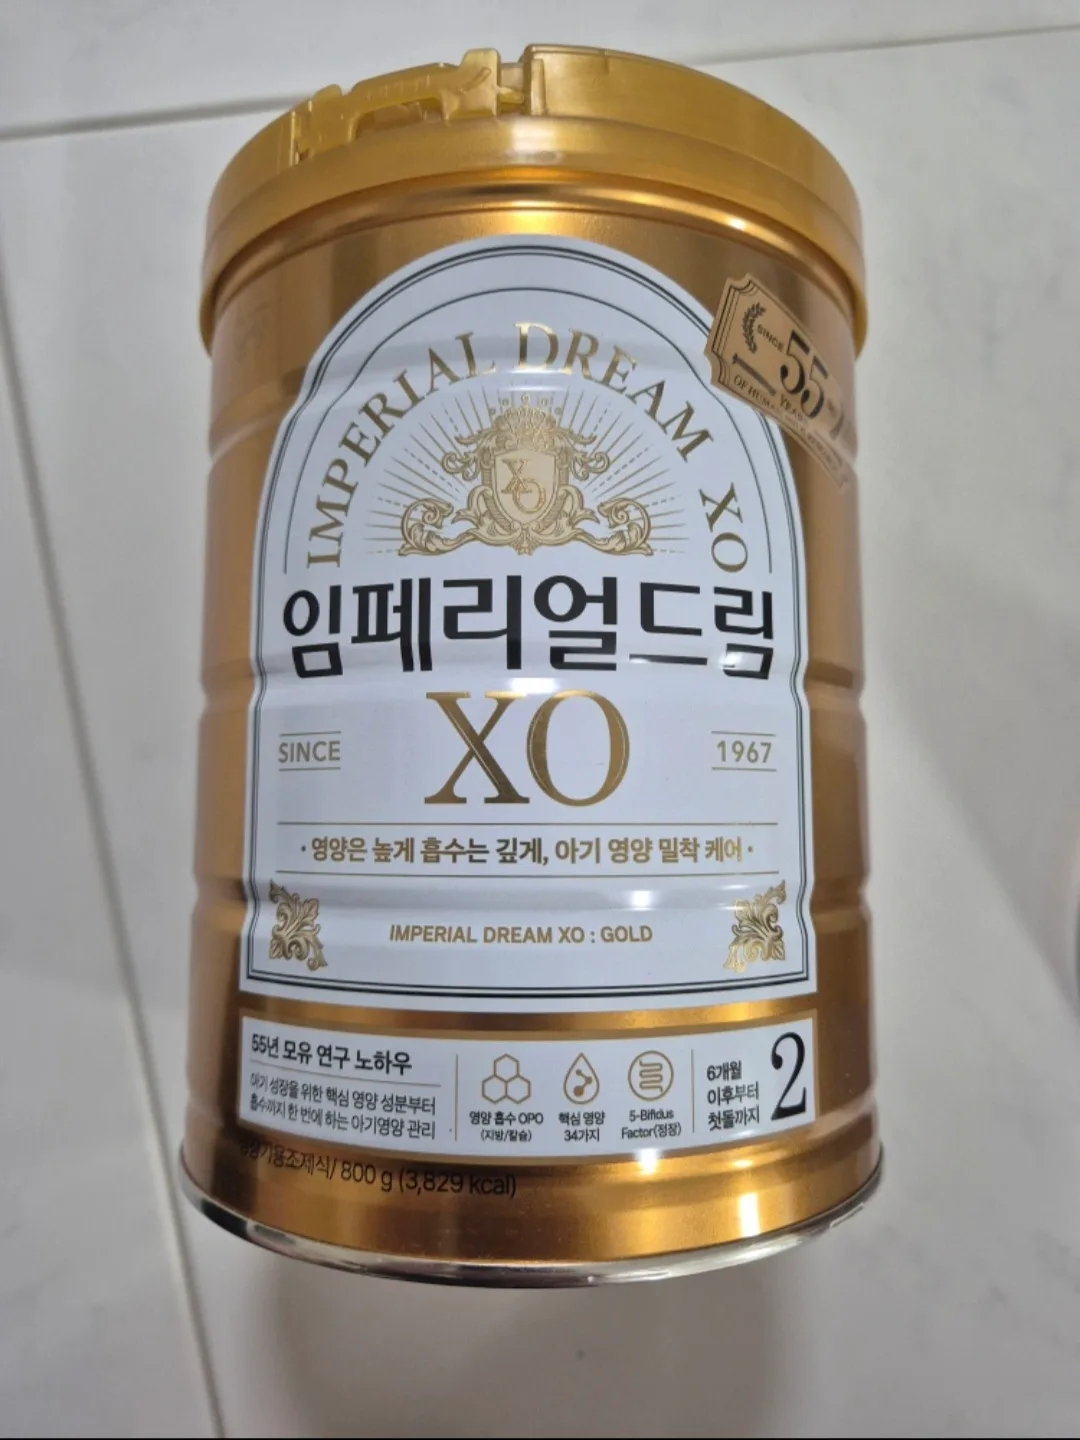 SINCE
55
YEARS
IMPERIAL DREAM XO
XO
임페리얼드림
XO
SINCE 1967
·영양은 높게 흡수는 깊게, 아기 영양 밀착 케어·
IMPERIAL DREAM XO : GOLD
55년 모유 연구 노하우
아기 성장을 위한 핵심 영양 성분부터
흡수까지 한 번에 하는 아기영양 관리
영양 흡수 OPO
(지방/칼슘)
핵심 영양
34가지
5-Bifidus
Factor(정장)
6개월
이후부터
첫돌까지
2
800 g (3,829 kcal)